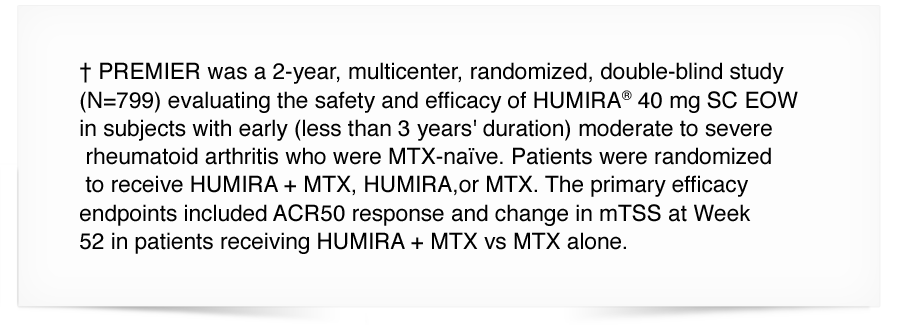 † PREMIER was a 2-year, multicenter, randomized, double-blind study
(N=799) evaluating the safety and efficacy of HUMIRA® 40 mg SC EOW
in subjects with early (less than 3 years' duration) moderate to severe
rheumatoid arthritis who were MTX-naïve. Patients were randomized
to receive HUMIRA + MTX, HUMIRA,or MTX. The primary efficacy
endpoints included ACR50 response and change in mTSS at Week
52 in patients receiving HUMIRA + MTX vs MTX alone.